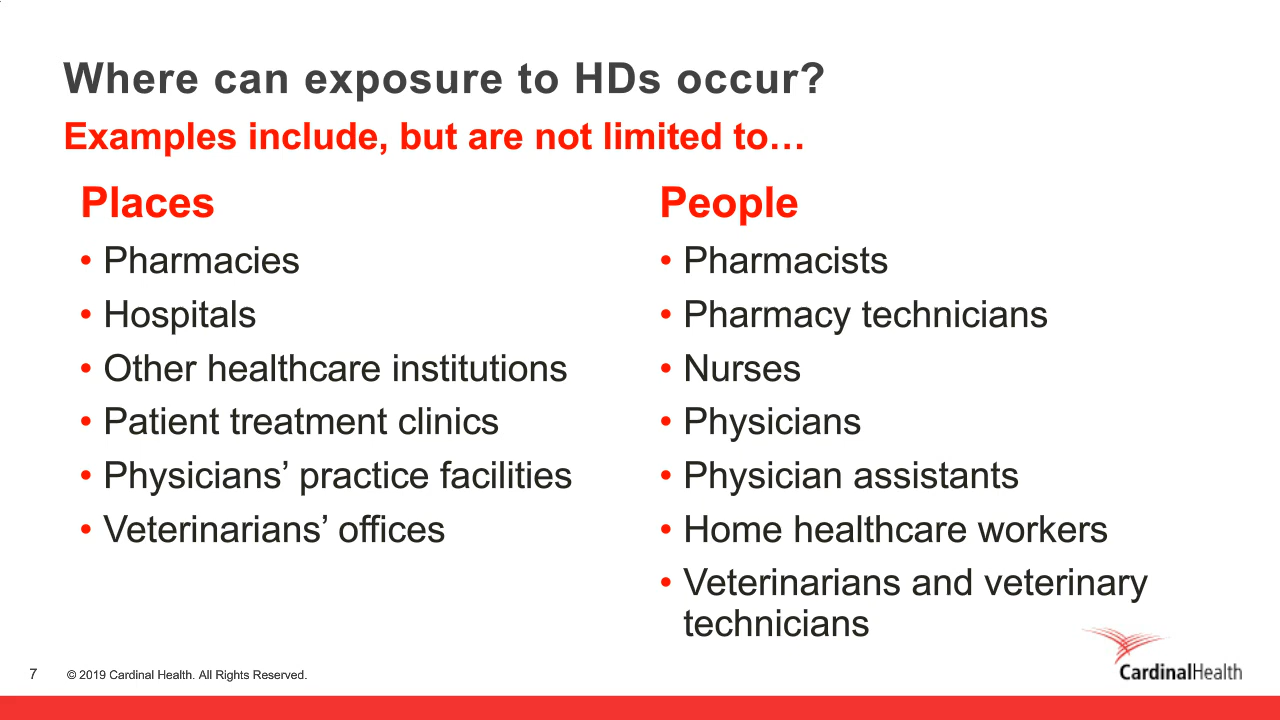 Where can exposure to HDs occur?
Examples include, but are not limited to…
Places
• Pharmacies
• Hospitals
• Other healthcare institutions
• Patient treatment clinics
• Physicians’ practice facilities
• Veterinarians’ offices
People
• Pharmacists
• Pharmacy technicians
• Nurses
• Physicians
• Physician assistants
• Home healthcare workers
• Veterinarians and veterinary
technicians
7
© 2019 Cardinal Health. All Rights Reserved.
CardinalHealth